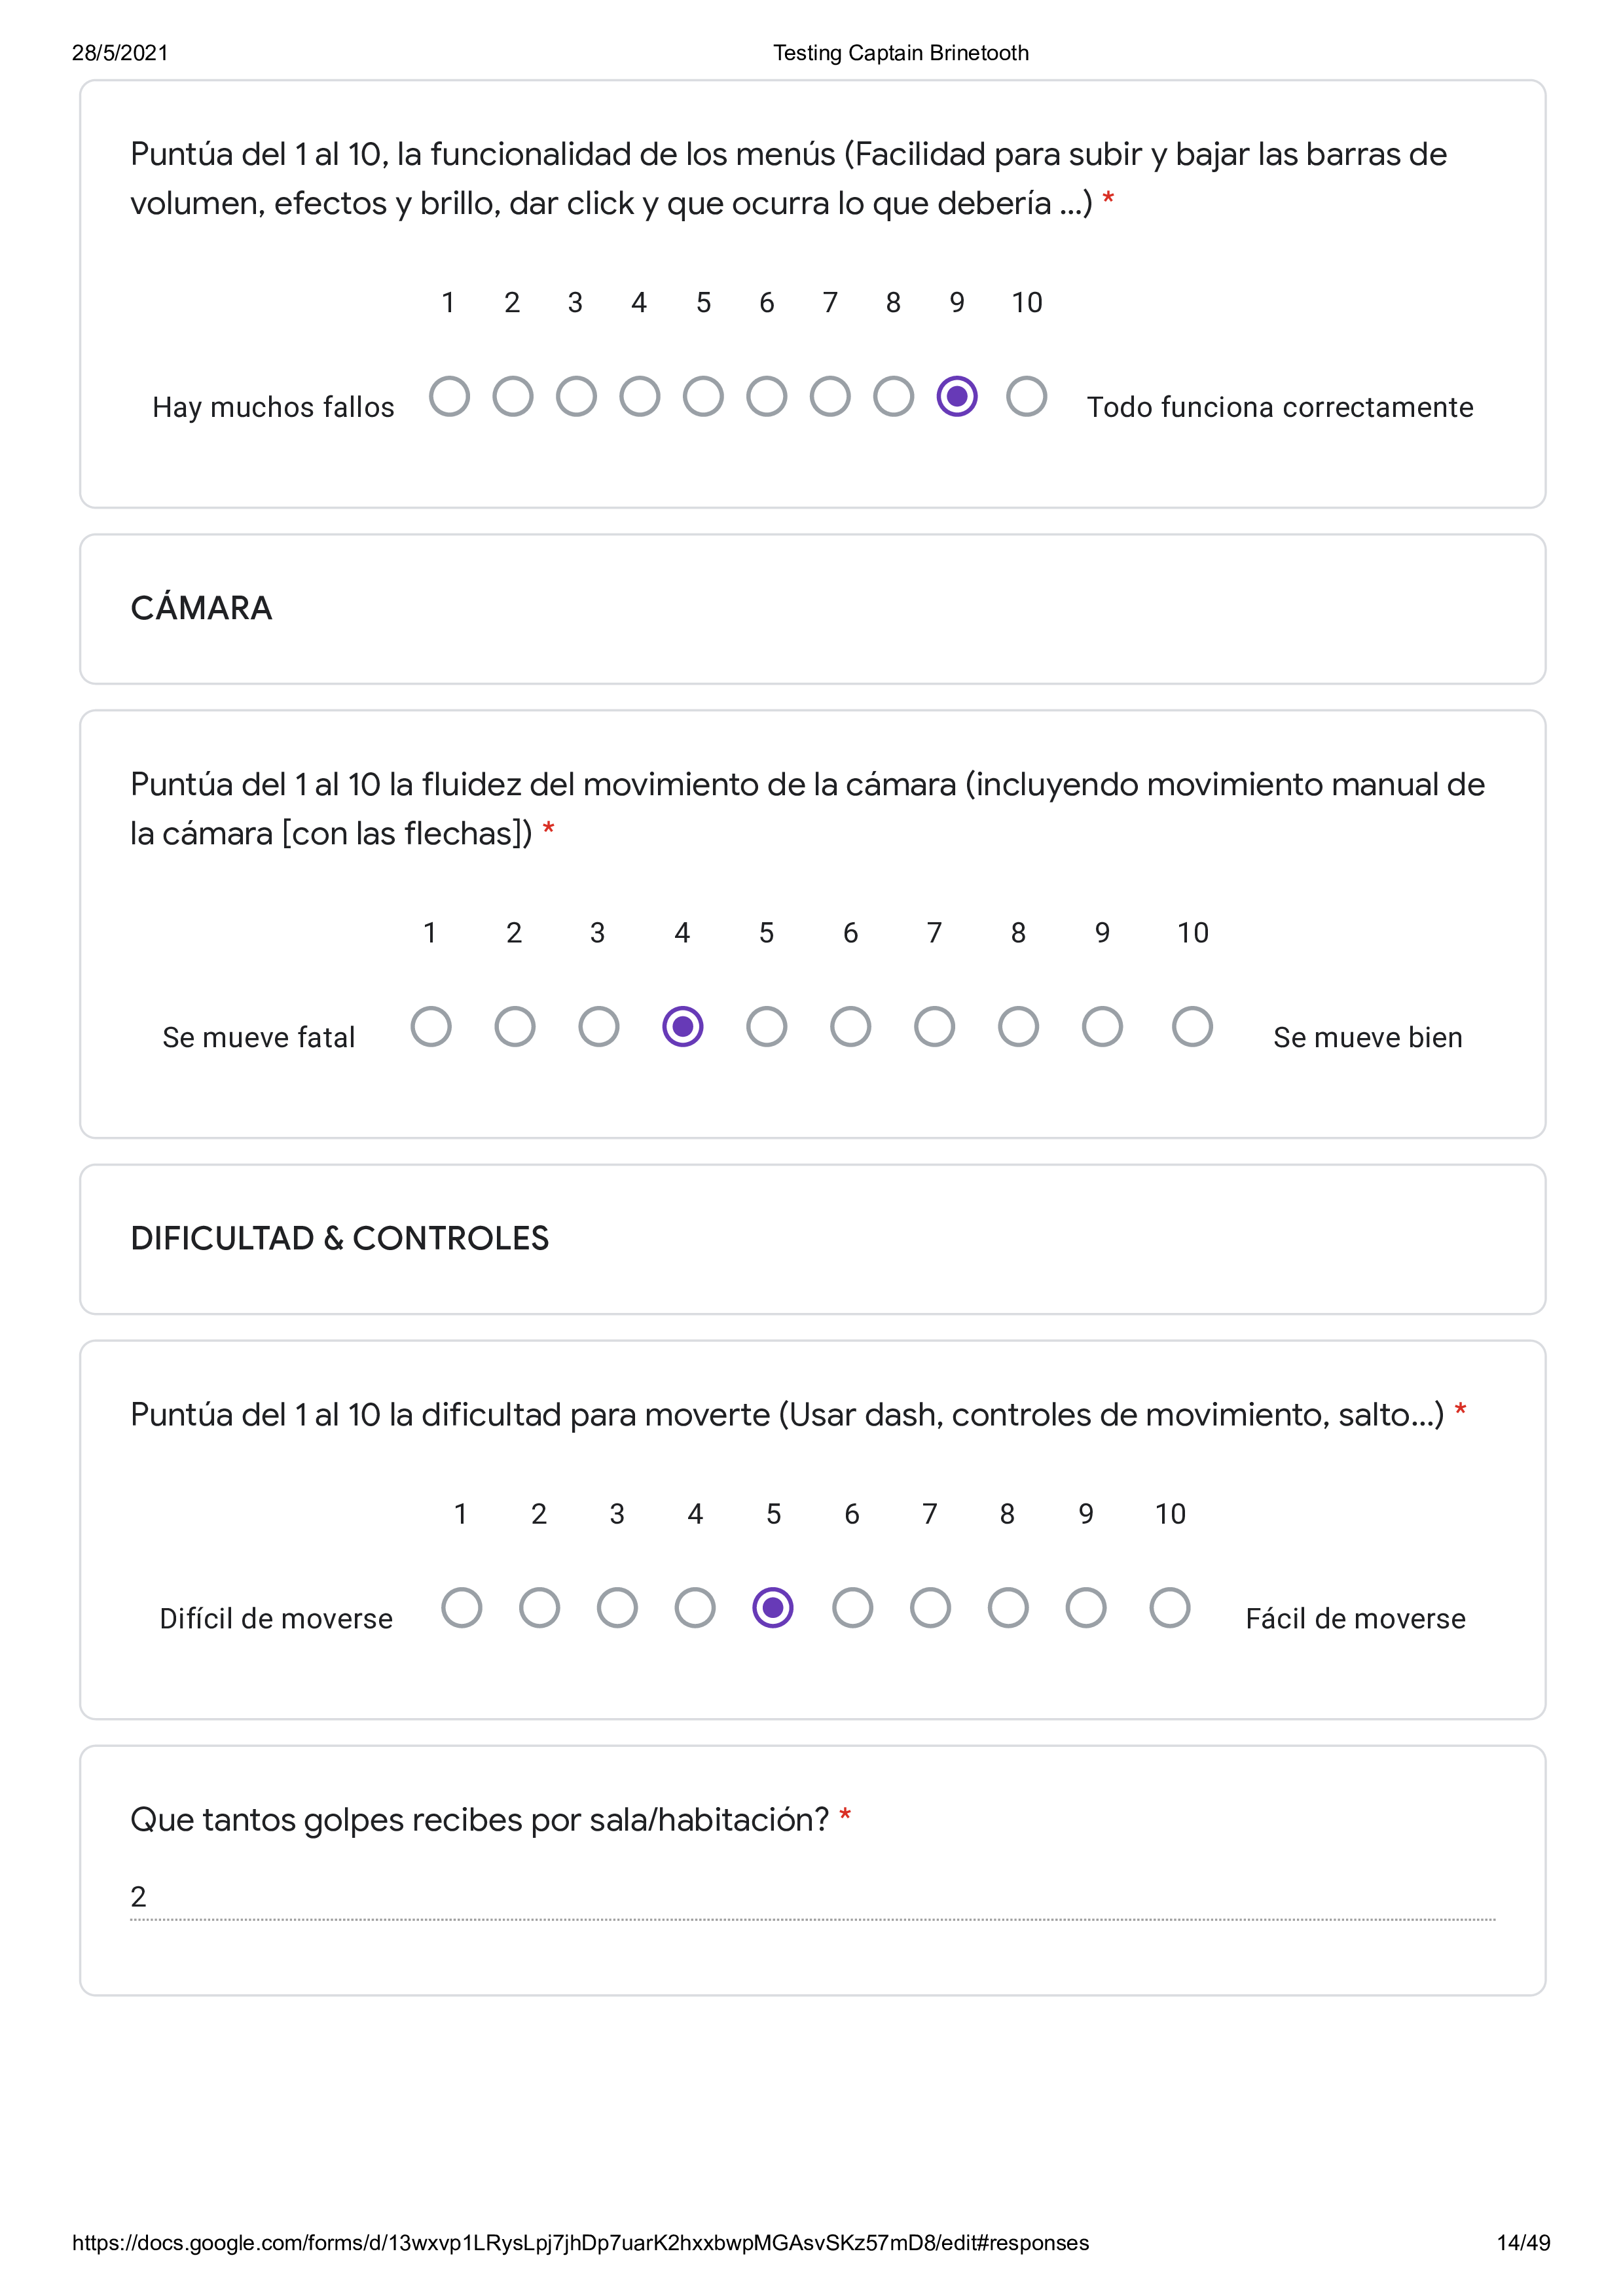 28/5/2021 Testing Captain Brinetooth
Puntúa del 1 al 10, la funcionalidad de los menús (Facilidad para subir y bajar las barras de
volumen, efectos y brillo, dar click y que ocurra lo que debería ...) *
1 2 3 4 5 6 7 8 9 10
Hay muchos fallos Todo funciona correctamente
CÁMARA
Puntúa del 1 al 10 la fluidez del movimiento de la cámara (incluyendo movimiento manual de
la cámara [con las flechas]) *
1 2 3 4 5 6 7 8 9 10
Se mueve fatal Se mueve bien
DIFICULTAD & CONTROLES
Puntúa del 1 al 10 la dificultad para moverte (Usar dash, controles de movimiento, salto...) *
1 2 3 4 5 6 7 8 9 10
Difícil de moverse Fácil de moverse
Que tantos golpes recibes por sala/habitación? *
2
https://docs.google.com/forms/d/13wxvp1LRysLpj7jhDp7uarK2hxxbwpMGAsvSKz57mD8/edit#responses 14/49